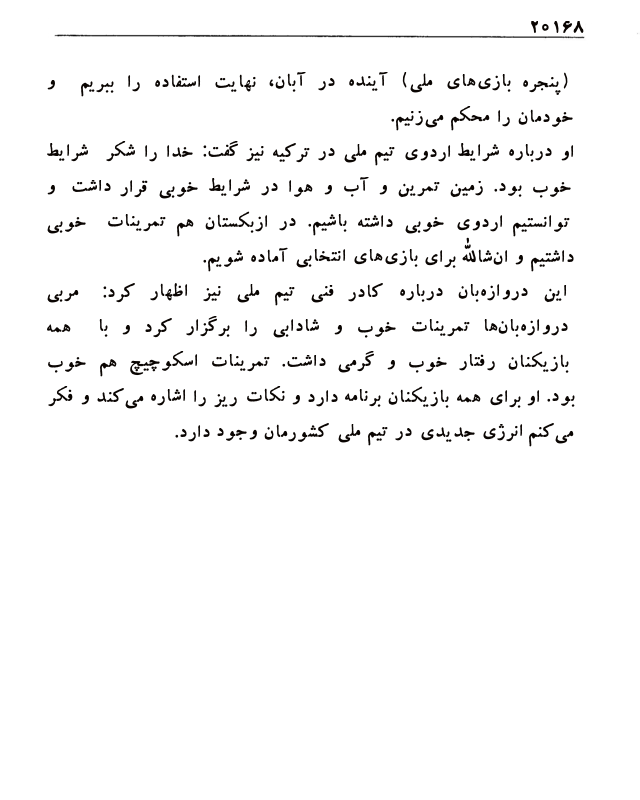 ۲۰۱۶۸
(پنجره بازی‌های ملی) آینده در آبان، نهایت استفاده را ببریم و
خودمان را محکم می‌زنیم.
او درباره شرایط اردوی تیم ملی در ترکیه نیز گفت: خدا را شکر شرایط
خوب بود. زمین تمرین و آب و هوا در شرایط خوبی قرار داشت و
توانستیم اردوی خوبی داشته باشیم. در ازبکستان هم تمرینات خوبی
داشتیم و ان‌شالله برای بازی‌های انتخابی آماده شویم.
این دروازه‌بان درباره کادر فنی تیم ملی نیز اظهار کرد: مربی
دروازه‌بان‌ها تمرینات خوب و شادابی را برگزار کرد و با همه
بازیکنان رفتار خوب و گرمی داشت. تمرینات اسکوچیچ هم خوب
بود. او برای همه بازیکنان برنامه دارد و نکات ریز را اشاره می‌کند و فکر
می‌کنم انرژی جدیدی در تیم ملی کشورمان وجود دارد.